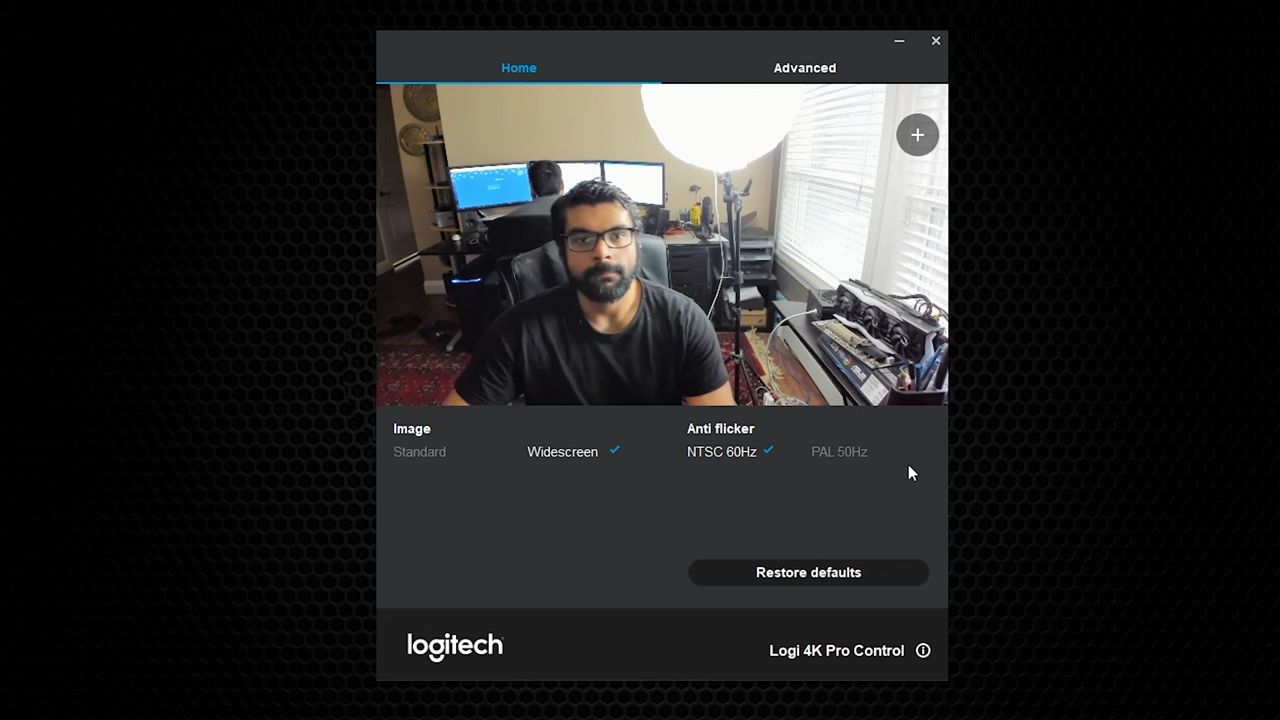 Home
Advanced
Image
Anti flicker
Standard
Widescreen
NTSC 60Hz
PAL 50Hz
Restore defaults
logitech
Logi 4K Pro Control